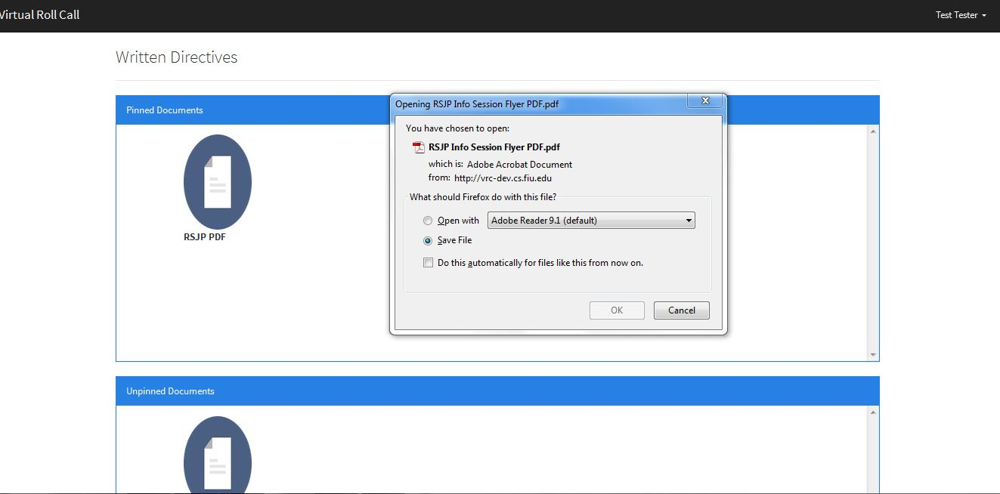 Virtual Roll Call
Test Tester
Written Directives
Pinned Documents
RSJP PDF
Opening RSJP Info Session Flyer PDF.pdf
You have chosen to open:
RSJP Info Session Flyer PDF.pdf
which is: Adobe Acrobat Document
from: http://vrc-dev.cs.fiu.edu
What should Firefox do with this file?
Open with Adobe Reader 9.1 (default)
Save File
Do this automatically for files like this from now on.
OK Cancel
Unpinned Documents